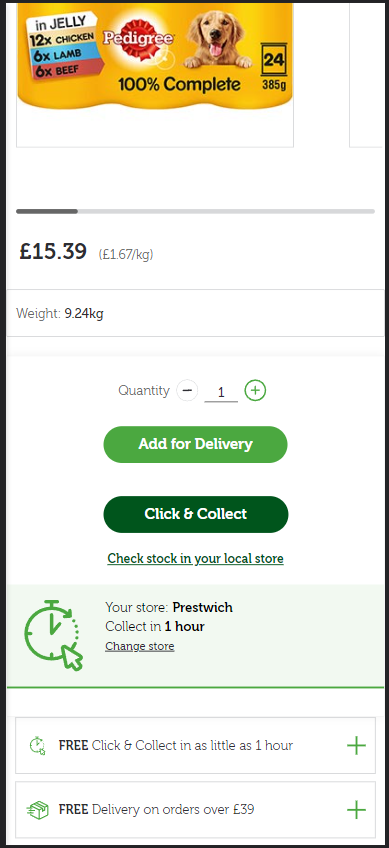 in JELLY
12x CHICKEN
6x LAMB
6x BEEF
Pedigree
24
385g
100% Complete
£15.39 (£1.67/kg)
Weight: 9.24kg
Quantity − 1 +
Add for Delivery
Click & Collect
Check stock in your local store
Your store: Prestwich
Collect in 1 hour
Change store
FREE Click & Collect in as little as 1 hour
FREE Delivery on orders over £39